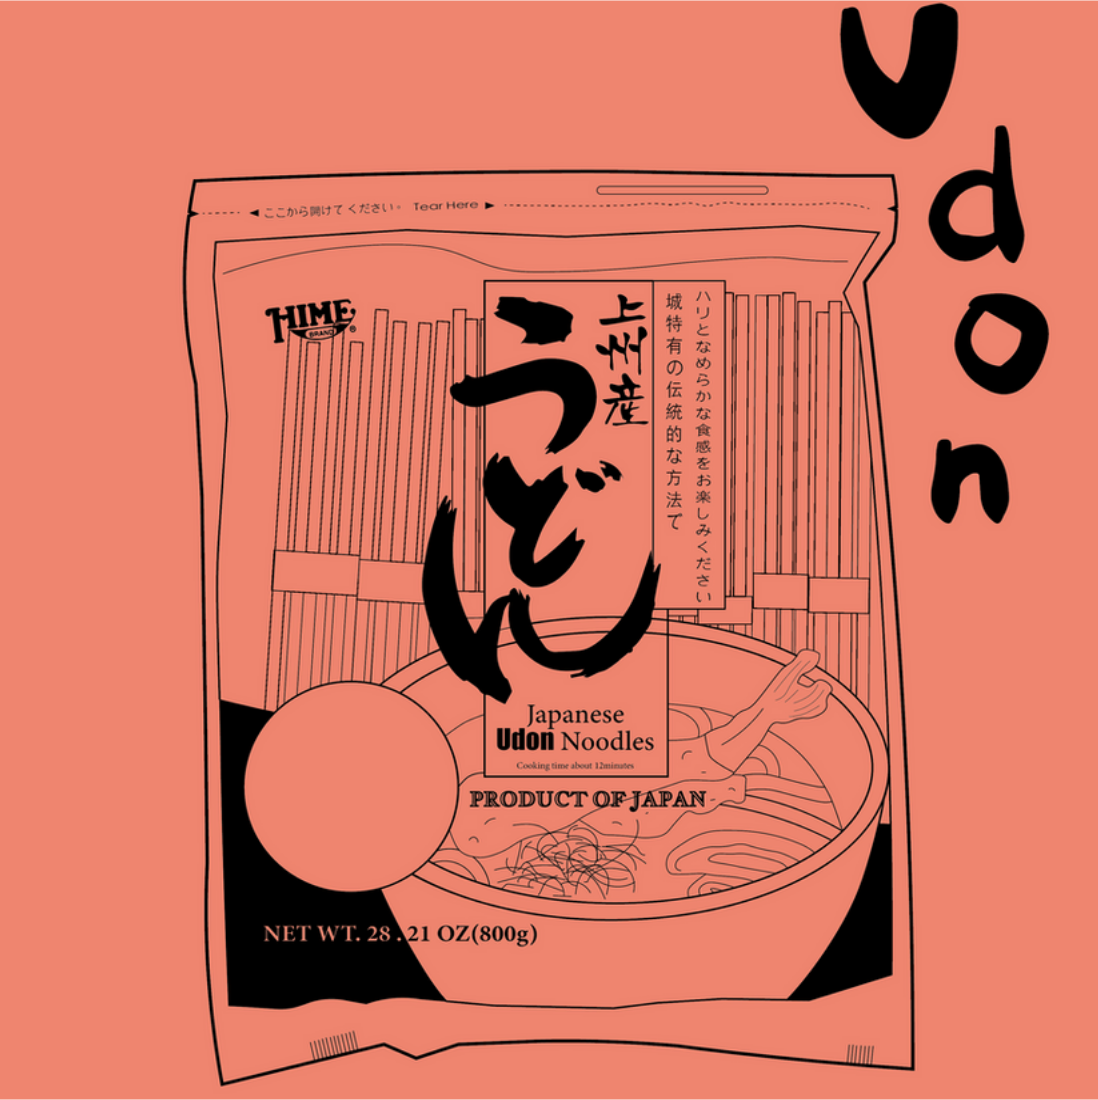 Udon
ここから開けてください。 Tear Here
HIME
BRAND
®
うどん
上州産
城特有の伝統的な方法で
ハリとなめらかな食感をお楽しみください
Japanese
Udon Noodles
Cooking time about 12minutes
PRODUCT OF JAPAN
NET WT. 28.21 OZ(800g)